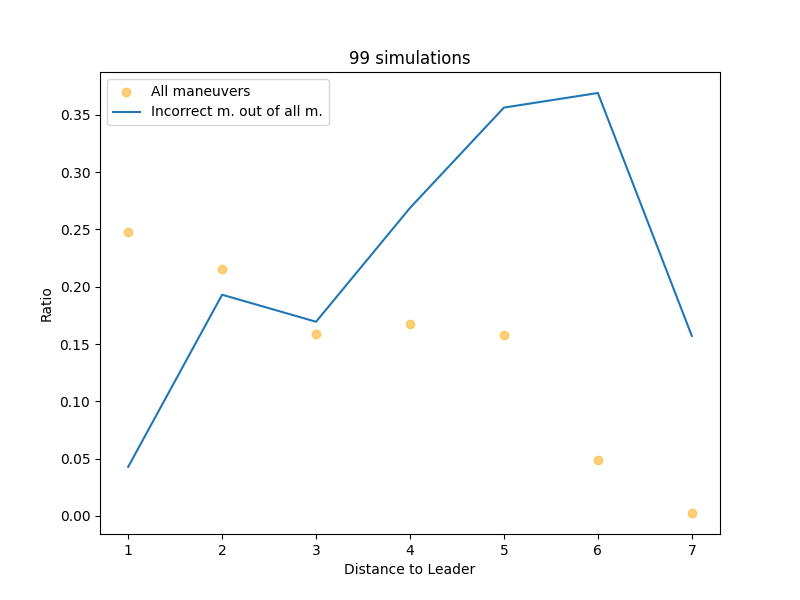 99 simulations
All maneuvers
Incorrect m. out of all m.
0.35
0.30
0.25
0.20
0.15
0.10
0.05
0.00
Ratio
1 2 3 4 5 6 7
Distance to Leader